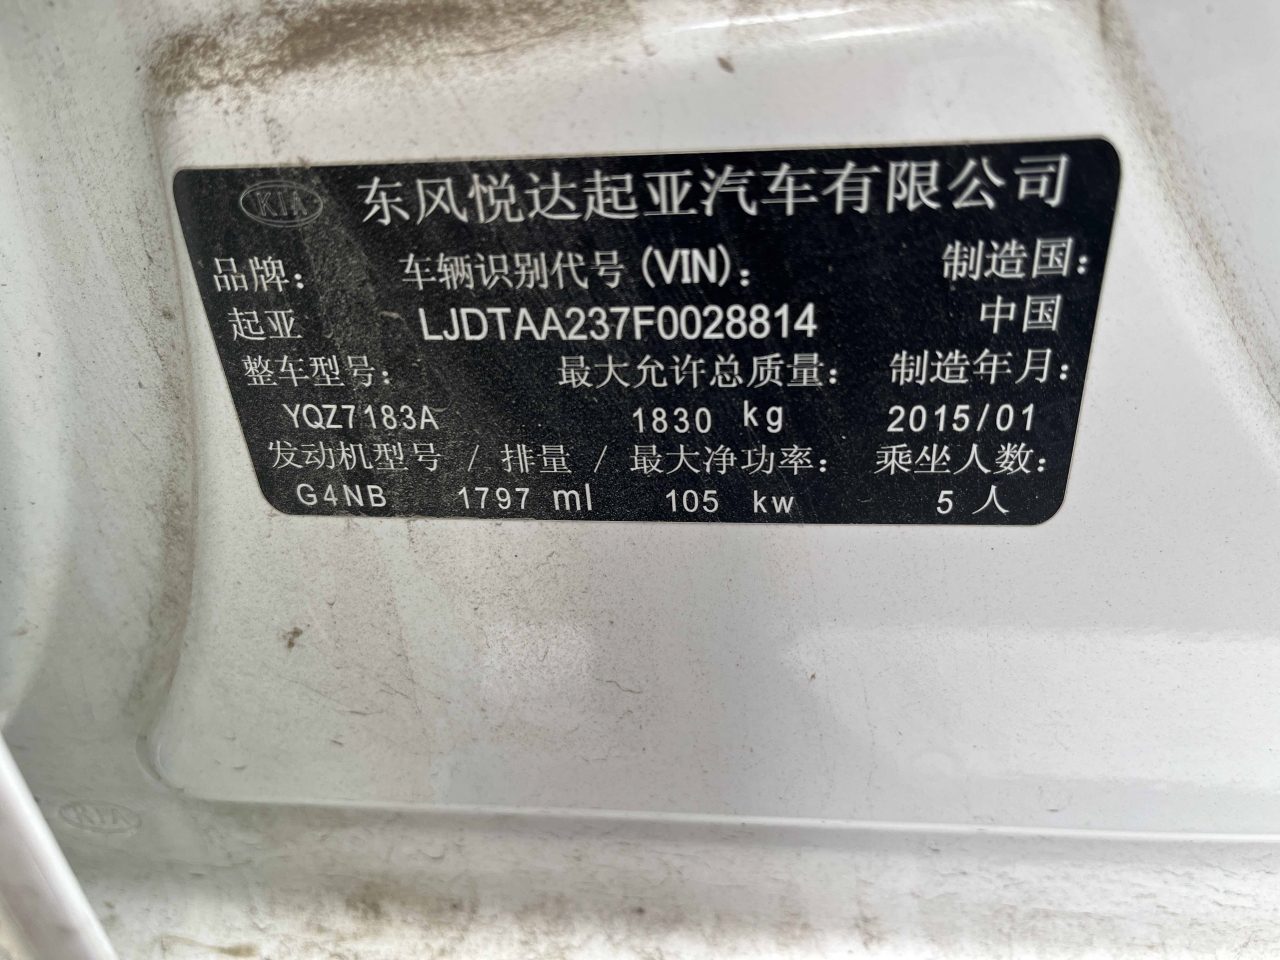 KIA 东风悦达起亚汽车有限公司
品牌： 车辆识别代号(VIN)： 制造国：
起亚 LJDTAA237F0028814 中国
整车型号： 最大允许总质量： 制造年月：
YQZ7183A 1830 kg 2015/01
发动机型号 / 排量 / 最大净功率： 乘坐人数：
G4NB 1797 ml 105 kw 5 人
KIA